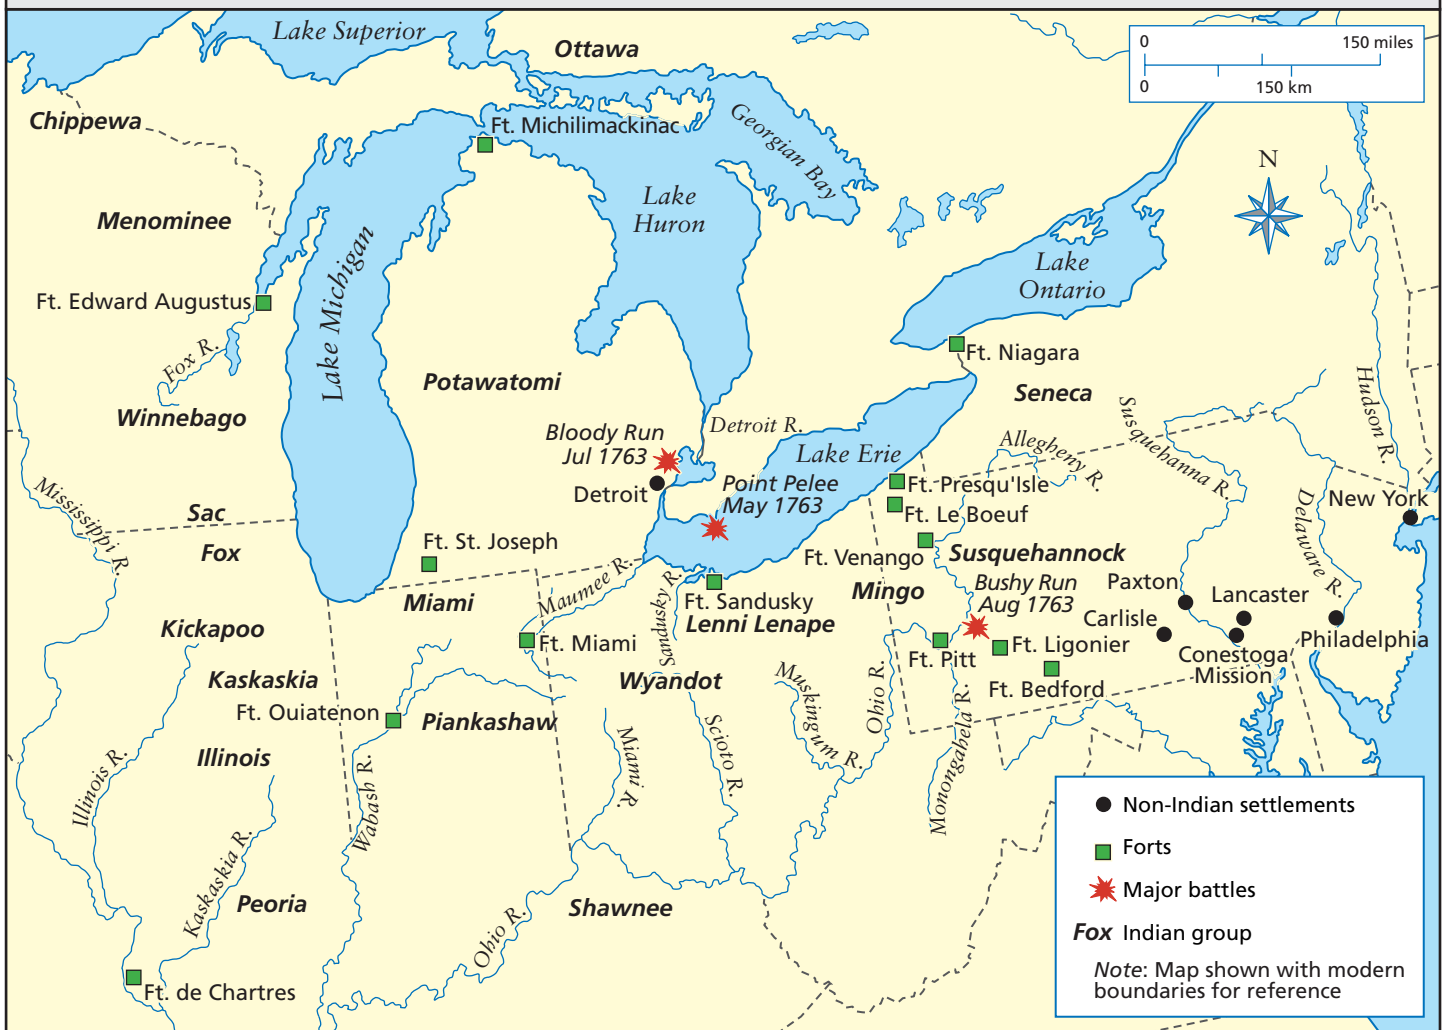 Lake Superior
Ottawa
0 150 miles
0 150 km
Chippewa
Ft. Michilimackinac
Georgian Bay
N
Menominee
Lake
Huron
Lake Michigan
Lake
Ontario
Ft. Edward Augustus
Fox R.
Ft. Niagara
Potawatomi
Seneca
Hudson R.
Winnebago
Detroit R.
Susquehanna R.
Bloody Run
Jul 1763
Lake Erie
Allegheny R.
Detroit
Point Pelee
May 1763
Ft. Presqu'Isle
New York
Mississippi R.
Sac
Ft. Le Boeuf
Delaware R.
Fox
Ft. St. Joseph
Ft. Venango
Susquehannock
Maumee R.
Sandusky R.
Miami
Ft. Sandusky
Lenni Lenape
Mingo
Bushy Run
Aug 1763
Paxton
Lancaster
Carlisle
Kickapoo
Ft. Miami
Ft. Pitt
Ft. Ligonier
Conestoga
Mission
Philadelphia
Kaskaskia
Wyandot
Muskingum R.
Ohio R.
Ft. Bedford
Ft. Ouiatenon
Piankashaw
Monongahela R.
Illinois
Illinois R.
Wabash R.
Miami R.
Scioto R.
Kaskaskia R.
Peoria
Shawnee
Ohio R.
Ft. de Chartres
Non-Indian settlements
Forts
Major battles
Fox Indian group
Note: Map shown with modern
boundaries for reference